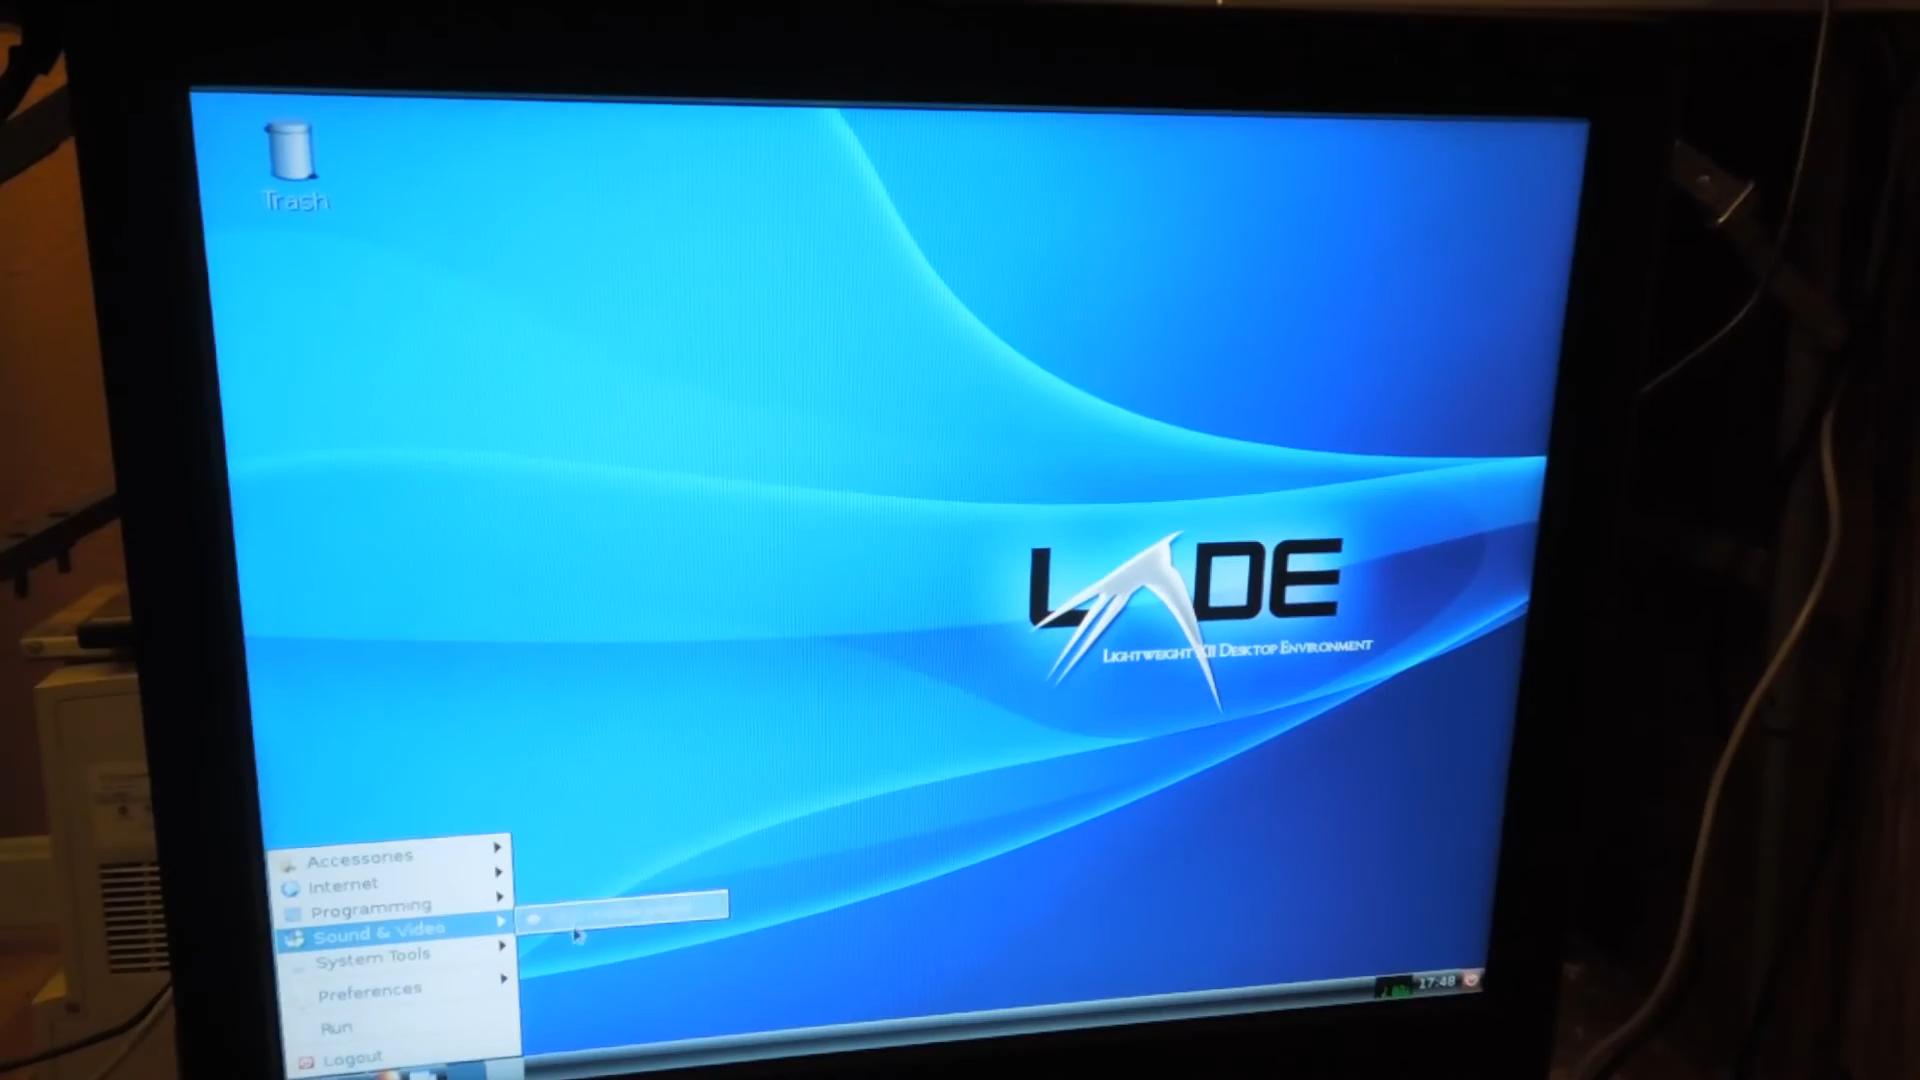 Trash
LXDE
LIGHTWEIGHT X11 DESKTOP ENVIRONMENT
Accessories
Internet
Programming
Sound & Video
System Tools
Preferences
Run
Logout
17:48